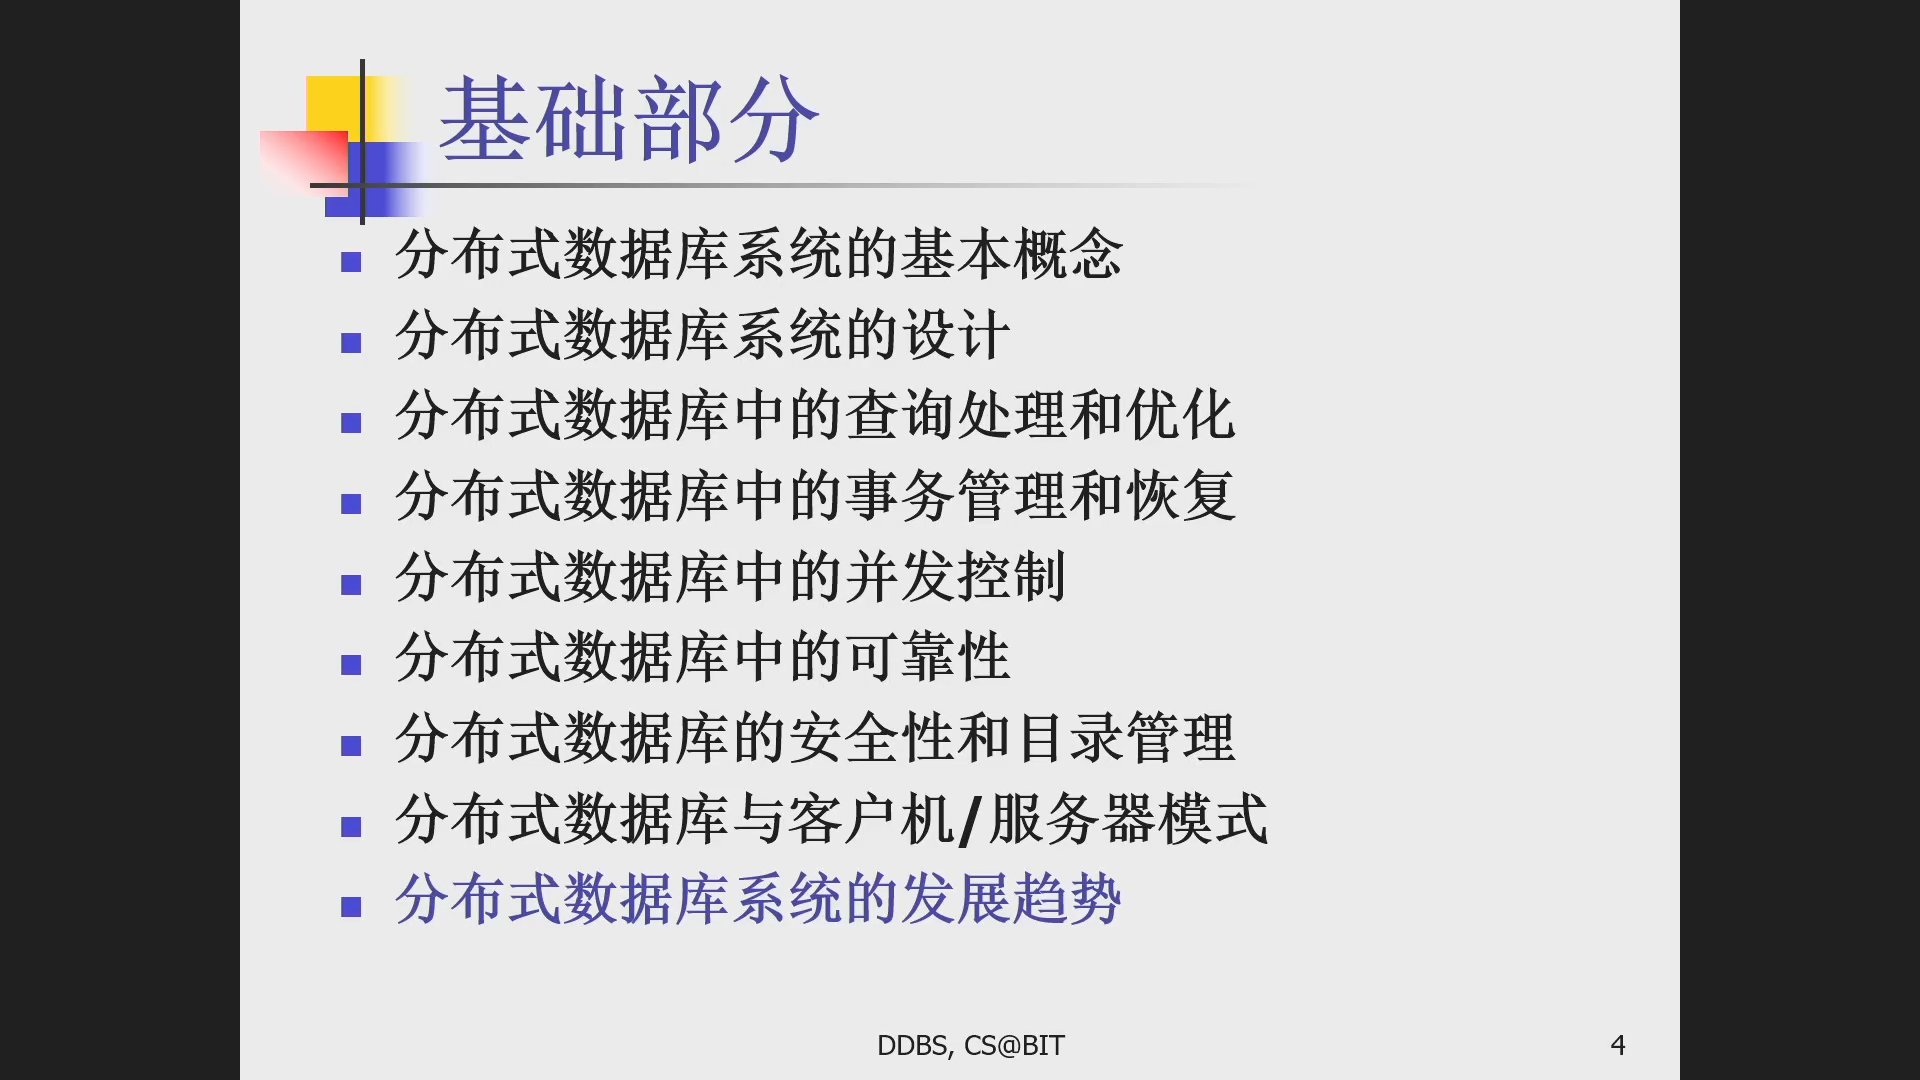 基础部分
分布式数据库系统的基本概念
分布式数据库系统的设计
分布式数据库中的查询处理和优化
分布式数据库中的事务管理和恢复
分布式数据库中的并发控制
分布式数据库中的可靠性
分布式数据库的安全性和目录管理
分布式数据库与客户机/服务器模式
分布式数据库系统的发展趋势
DDBS, CS@BIT
4